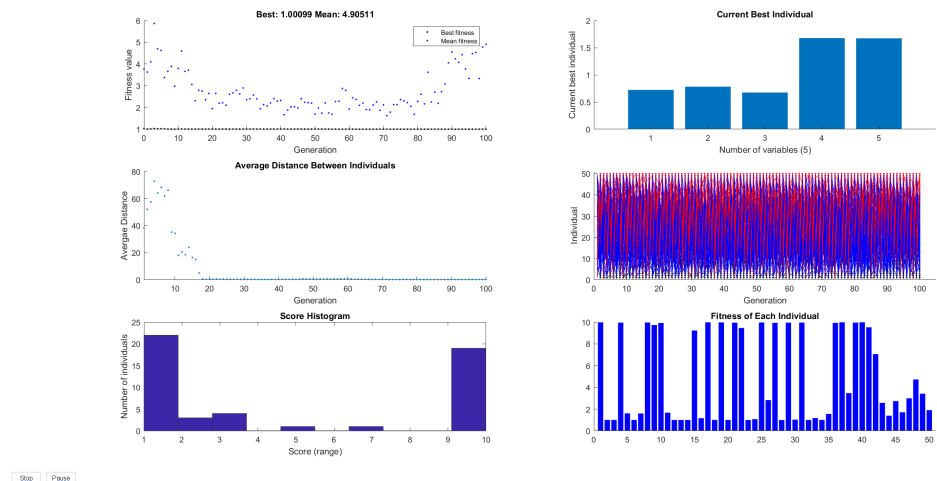 Best: 1.00099 Mean: 4.90511
Best fitness
Mean fitness
Fitness value
6
5
4
3
2
1
0 10 20 30 40 50 60 70 80 90 100
Generation
Current Best Individual
Current best individual
2
1.5
1
0.5
0
1 2 3 4 5
Number of variables (5)
Average Distance Between Individuals
Avergae Distance
80
60
40
20
0
10 20 30 40 50 60 70 80 90 100
Generation
Individual
50
40
30
20
10
0
0 10 20 30 40 50 60 70 80 90 100
Generation
Score Histogram
Number of individuals
25
20
15
10
5
0
1 2 3 4 5 6 7 8 9 10
Score (range)
Fitness of Each Individual
10
8
6
4
2
0
0 5 10 15 20 25 30 35 40 45 50
Stop Pause